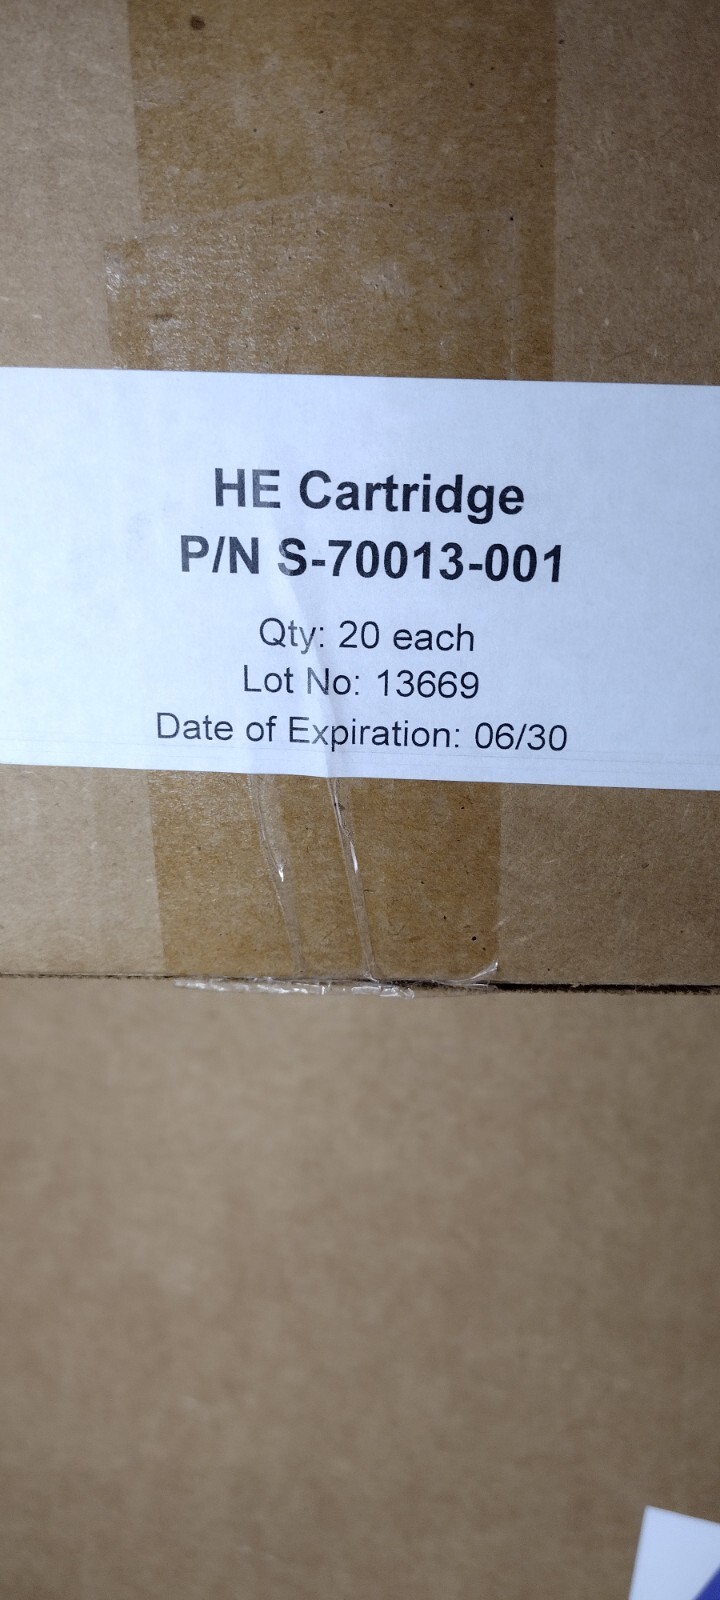 HE Cartridge
P/N S-70013-001
Qty: 20 each
Lot No: 13669
Date of Expiration: 06/30